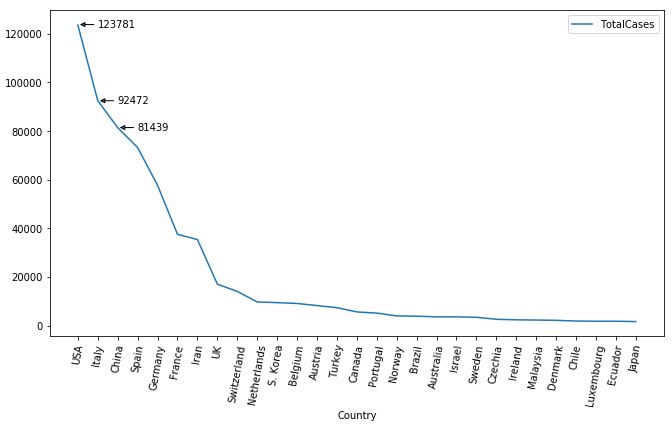 TotalCases
123781
92472
81439
120000
100000
80000
60000
40000
20000
0
USA
Italy
China
Spain
Germany
France
Iran
UK
Switzerland
Netherlands
S. Korea
Belgium
Austria
Turkey
Canada
Portugal
Norway
Brazil
Australia
Israel
Sweden
Czechia
Ireland
Malaysia
Denmark
Chile
Luxembourg
Ecuador
Japan
Country